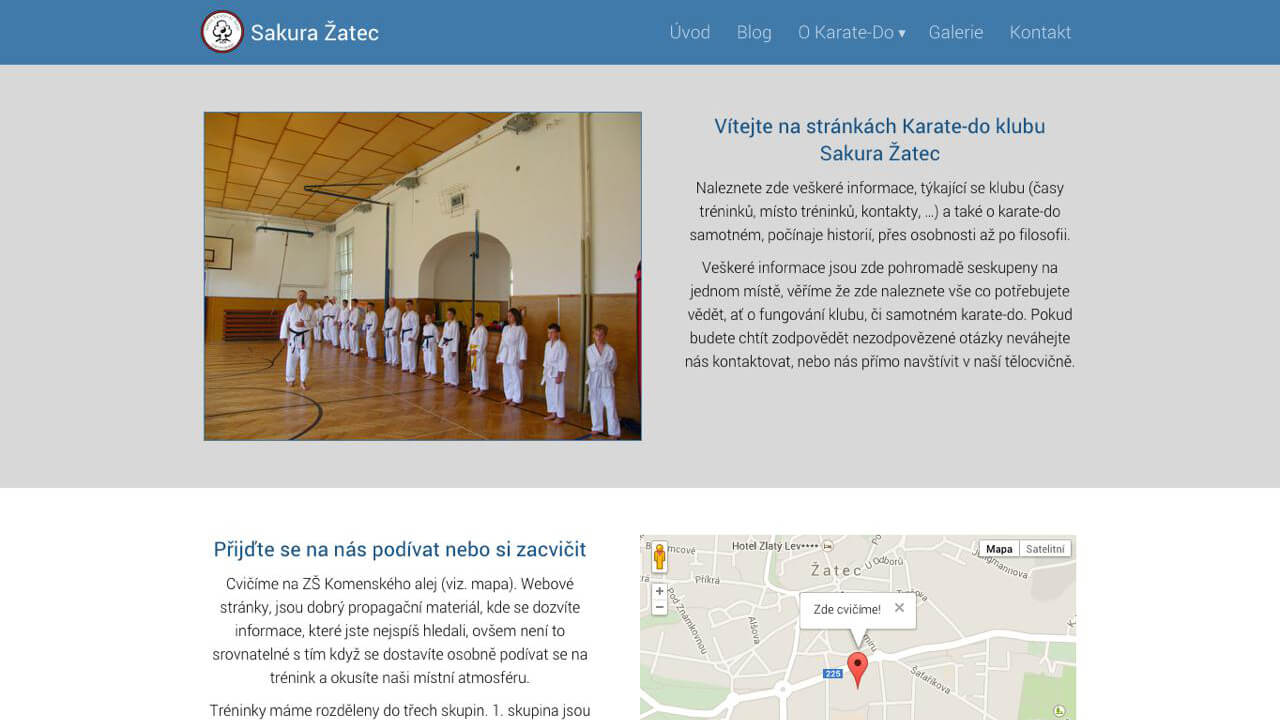 Sakura Žatec
Úvod
Blog
O Karate-Do ▾
Galerie
Kontakt
Vítejte na stránkách Karate-do klubu
Sakura Žatec
Naleznete zde veškeré informace, týkající se klubu (časy
tréninků, místo tréninků, kontakty, ...) a také o karate-do
samotném, počínaje historií, přes osobnosti až po filosofii.
Veškeré informace jsou zde pohromadě seskupeny na
jednom místě, věříme že zde naleznete vše co potřebujete
vědět, ať o fungování klubu, či samotném karate-do. Pokud
budete chtít zodpovědět nezodpovězené otázky neváhejte
nás kontaktovat, nebo nás přímo navštívit v naší tělocvičně.
Přijďte se na nás podívat nebo si zacvičit
Cvičíme na ZŠ Komenského alej (viz. mapa). Webové
stránky, jsou dobrý propagační materiál, kde se dozvíte
informace, které jste nejspíš hledali, ovšem není to
srovnatelné s tím když se dostavíte osobně podívat se na
trénink a okusíte naši místní atmosféru.
Tréninky máme rozděleny do třech skupin. 1. skupina jsou
Hotel Zlatý Lev****
Mapa
Satelitní
Žatec
U Odborů
Jungmannova
Příkrá
Pod Známkovnou
Alšova
Zde cvičíme!
225
Šafaříkova